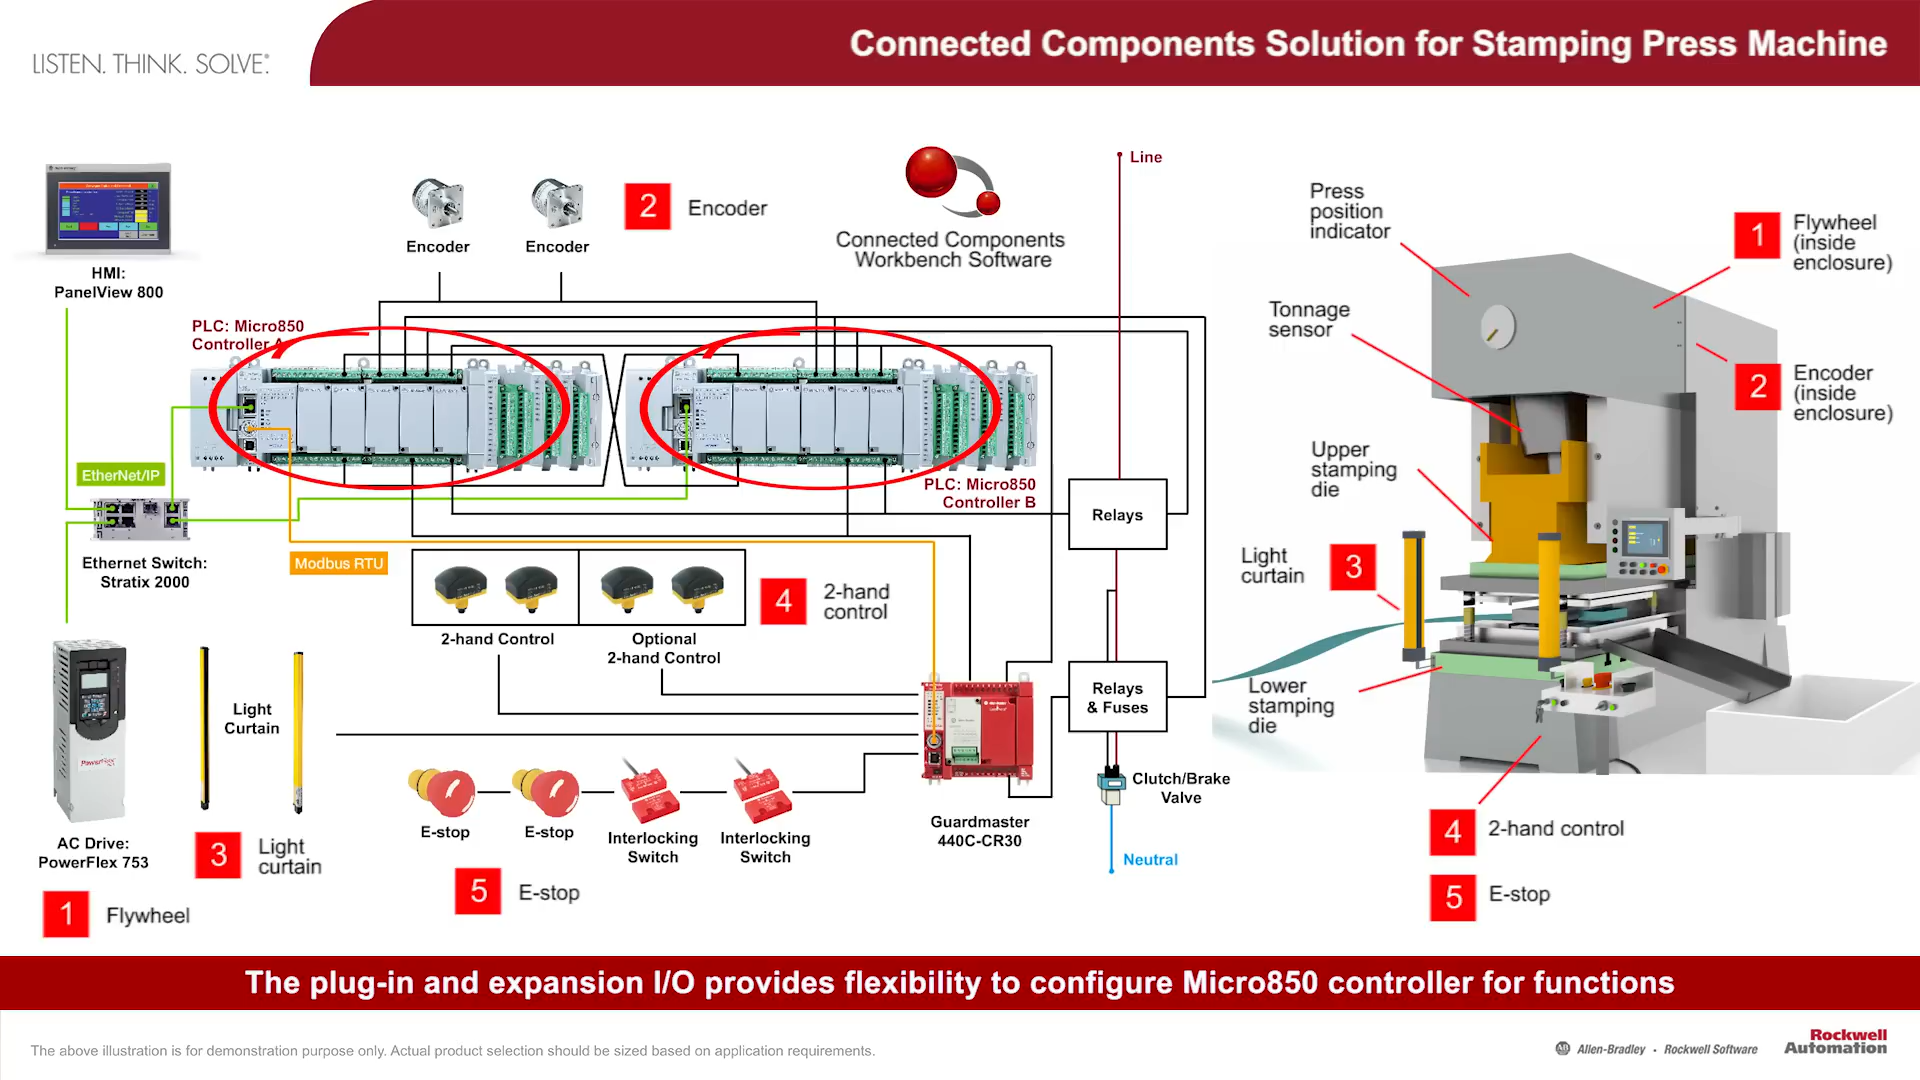 LISTEN. THINK. SOLVE.®
Connected Components Solution for Stamping Press Machine
HMI:
PanelView 800
Encoder
Encoder
2
Encoder
Connected Components
Workbench Software
Line
PLC: Micro850
Controller A
PLC: Micro850
Controller B
EtherNet/IP
Ethernet Switch:
Stratix 2000
Modbus RTU
Relays
2-hand Control
Optional
2-hand Control
4
2-hand
control
Relays
& Fuses
Light
Curtain
PowerFlex
AC Drive:
PowerFlex 753
3
Light
curtain
1
Flywheel
E-stop
E-stop
Interlocking
Switch
Interlocking
Switch
5
E-stop
Guardmaster
440C-CR30
Clutch/Brake
Valve
Neutral
Press
position
indicator
1
Flywheel
(inside
enclosure)
Tonnage
sensor
2
Encoder
(inside
enclosure)
Upper
stamping
die
Light
curtain
3
Lower
stamping
die
4
2-hand control
5
E-stop
The plug-in and expansion I/O provides flexibility to configure Micro850 controller for functions
The above illustration is for demonstration purpose only. Actual product selection should be sized based on application requirements.
AB Allen-Bradley • Rockwell Software
Rockwell
Automation